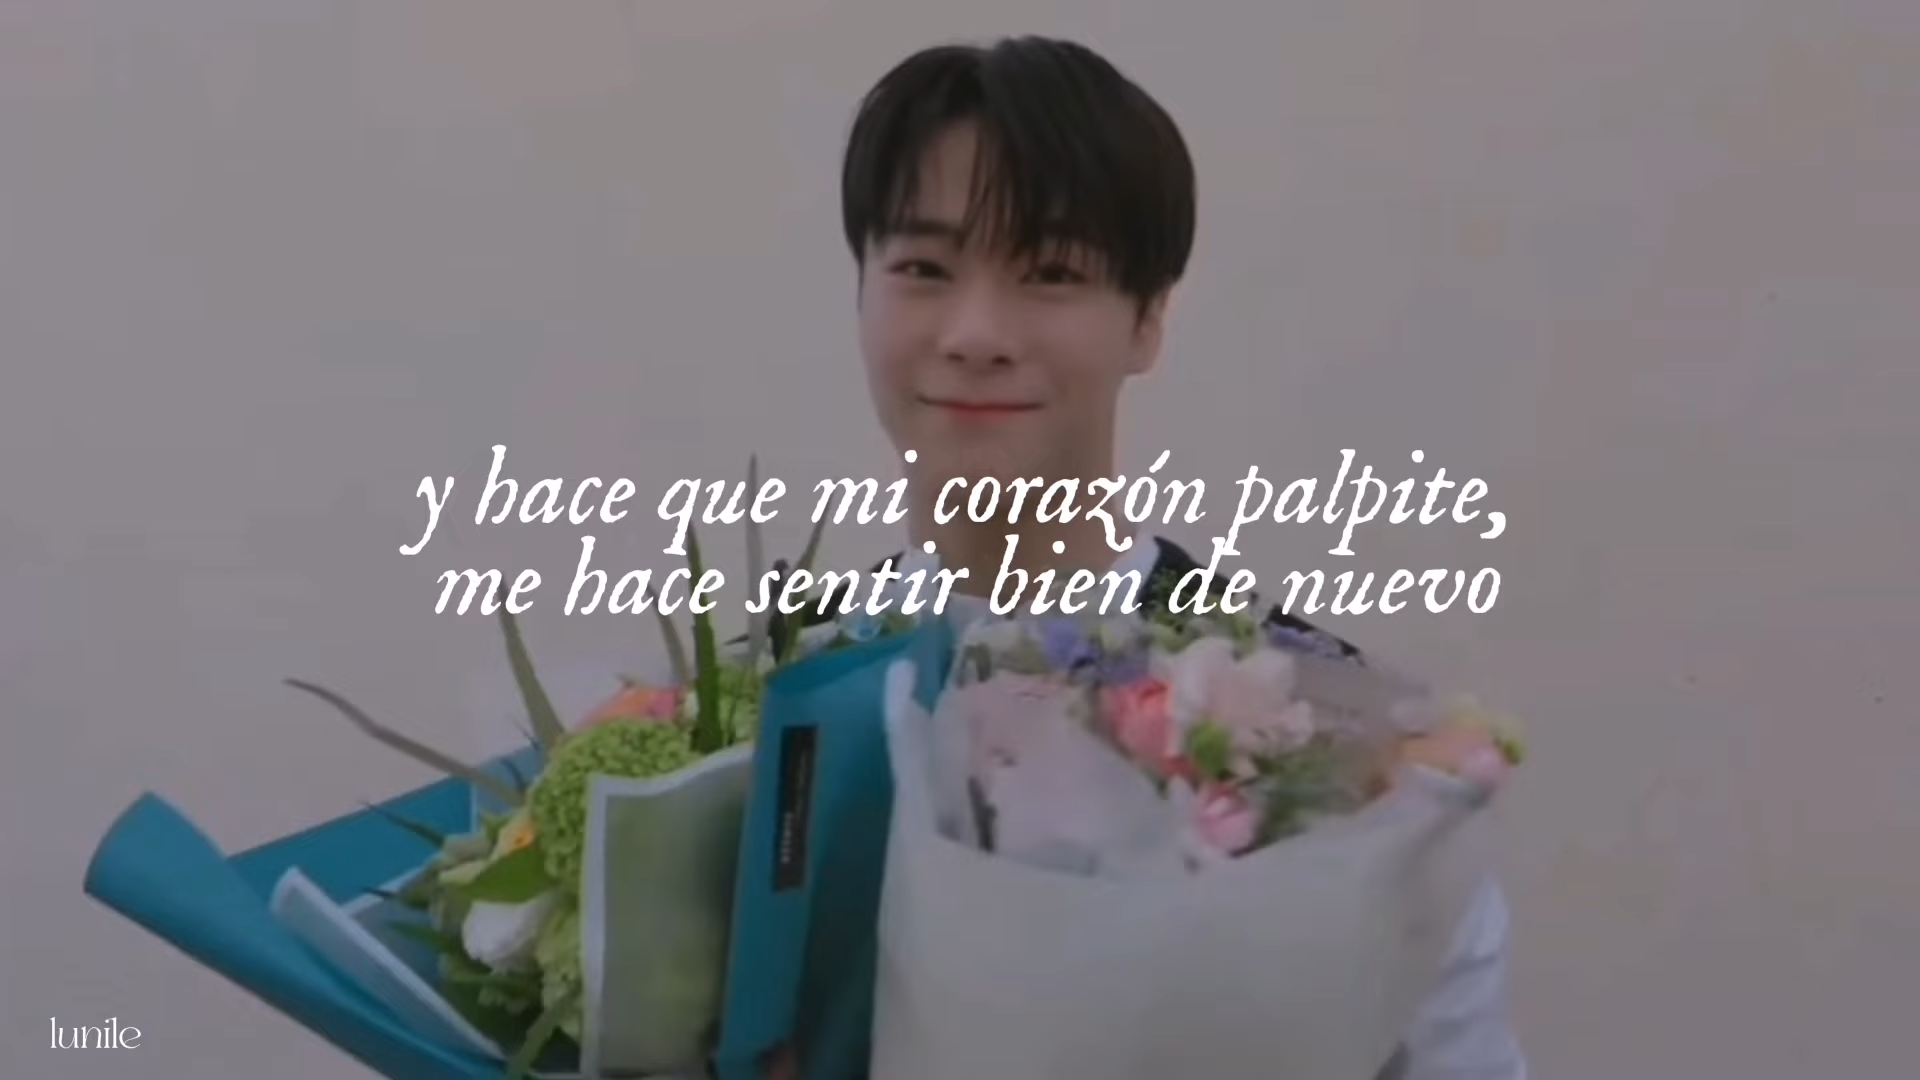 y hace que mi corazón palpite,
me hace sentir bien de nuevo
lunile